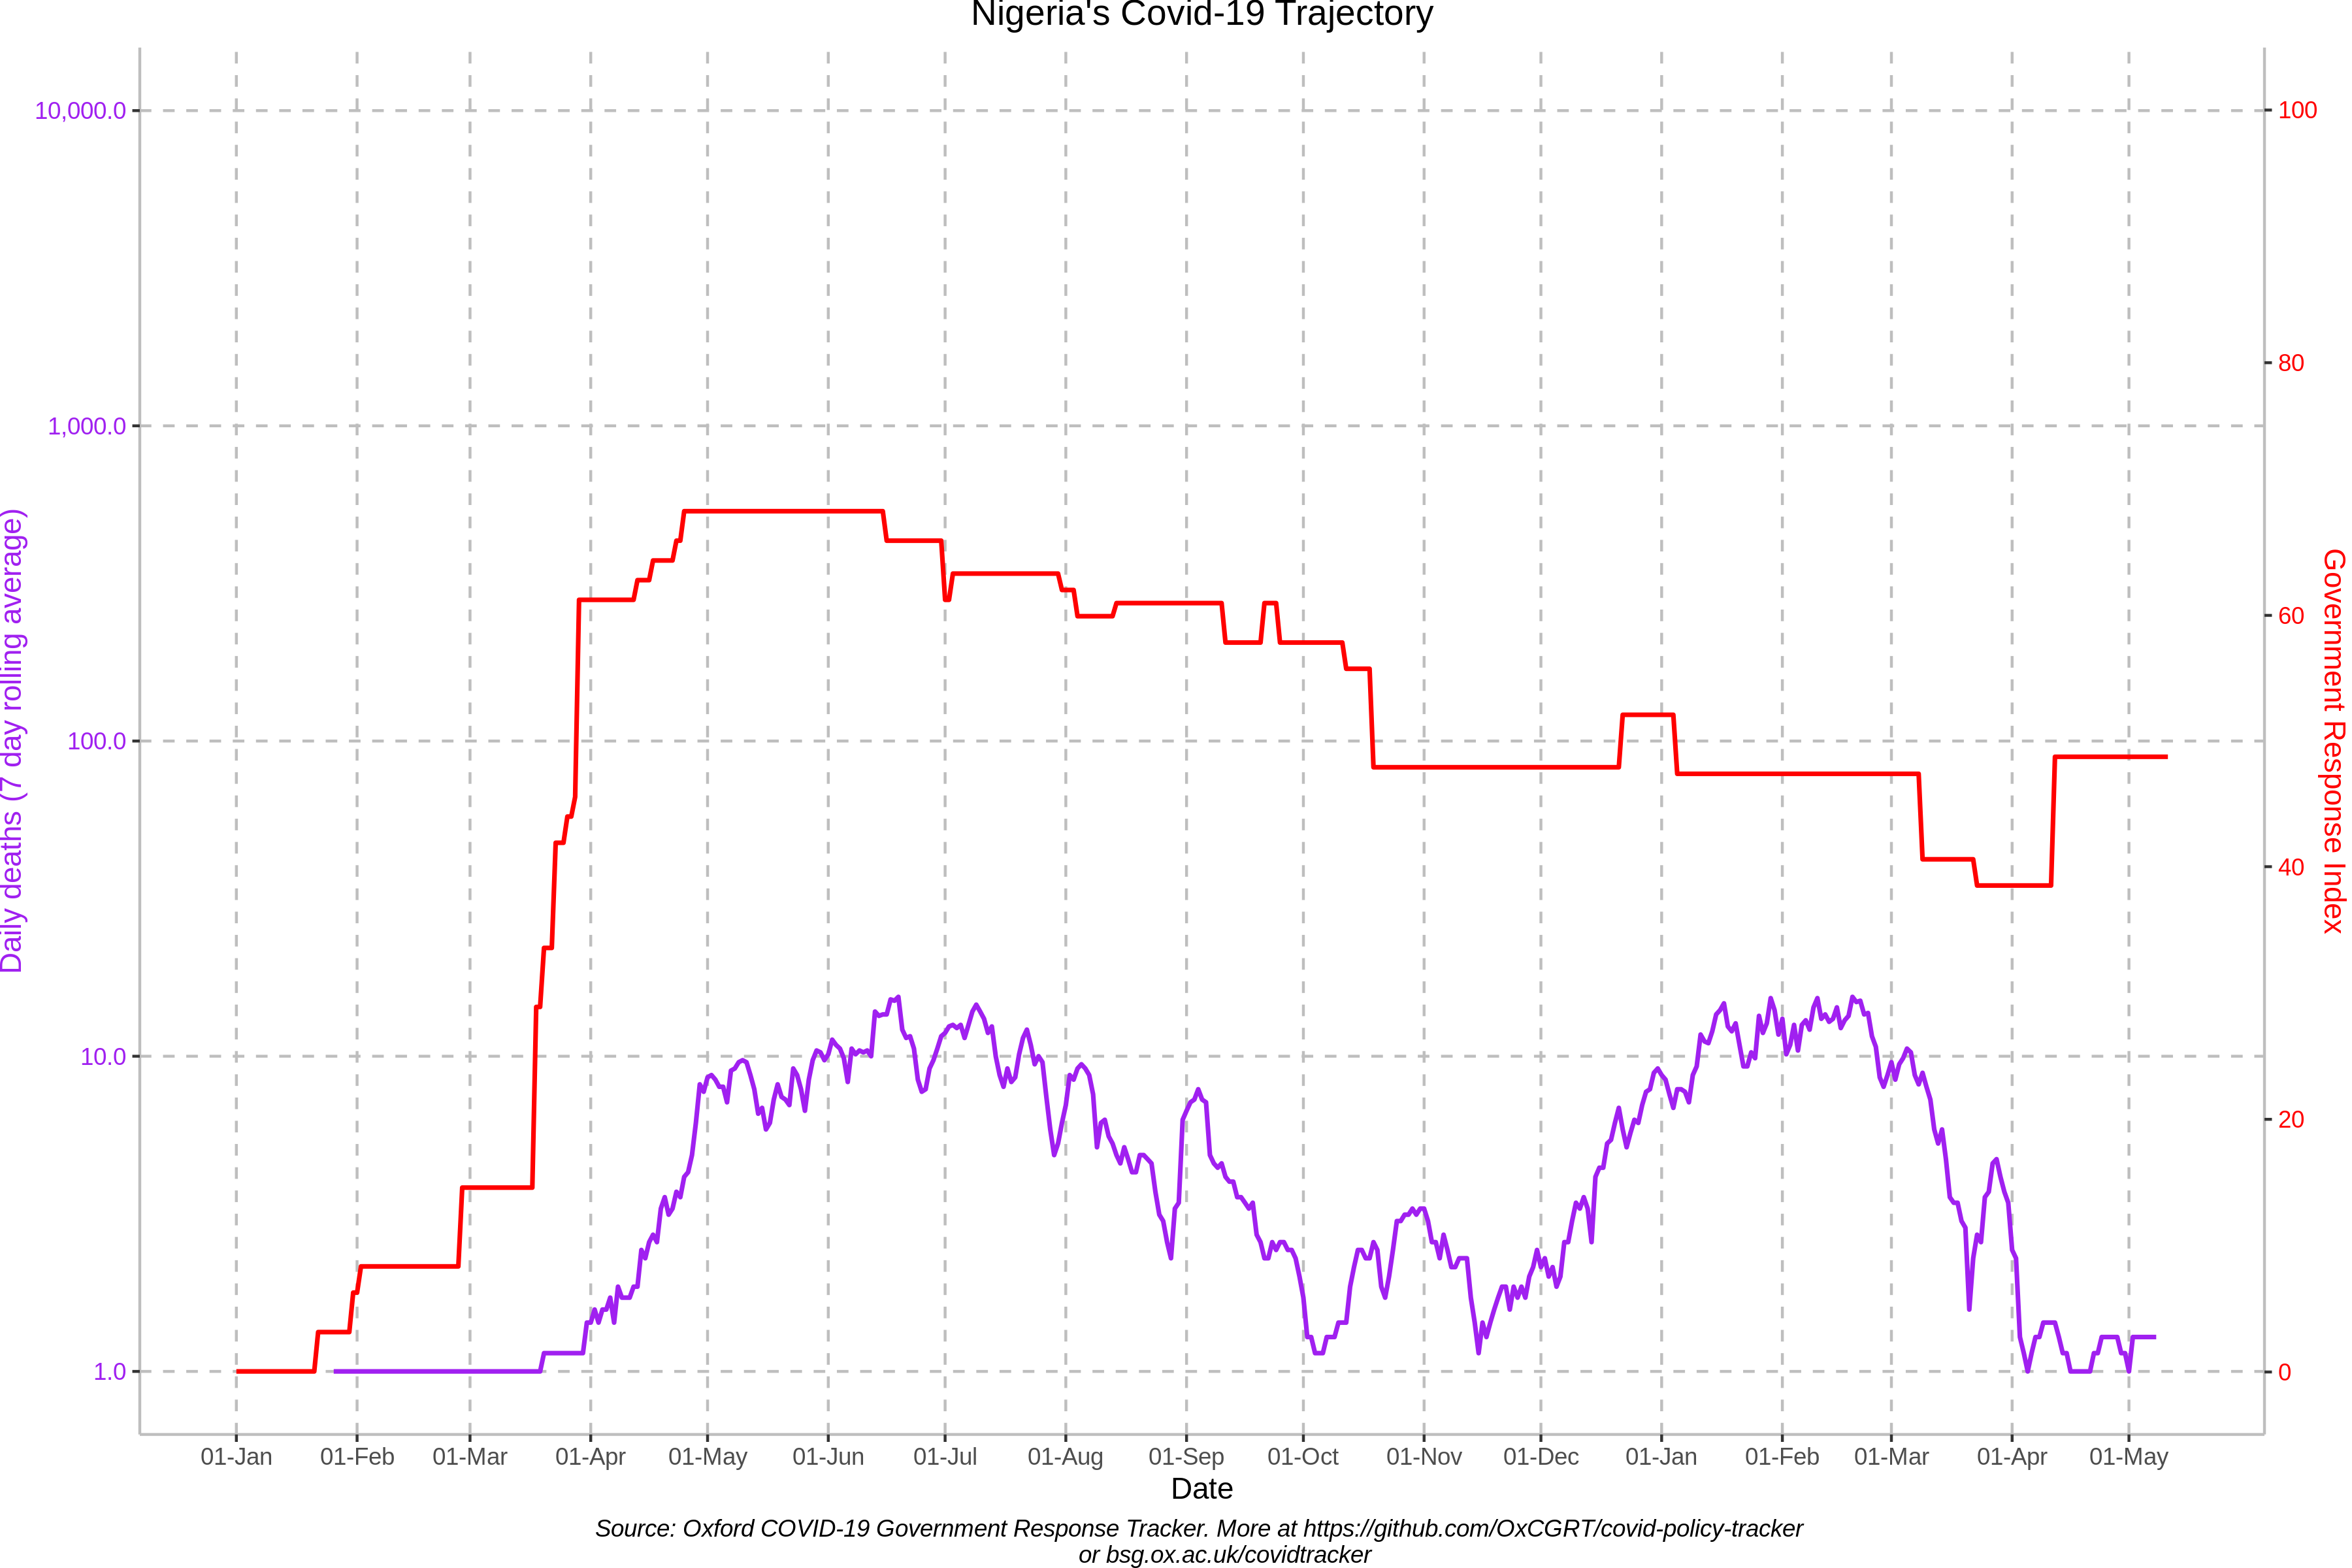 Nigeria's Covid-19 Trajectory
Daily deaths (7 day rolling average)
10,000.0
1,000.0
100.0
10.0
1.0
100
80
60
40
20
0
Government Response Index
01-Jan 01-Feb 01-Mar 01-Apr 01-May 01-Jun 01-Jul 01-Aug 01-Sep 01-Oct 01-Nov 01-Dec 01-Jan 01-Feb 01-Mar 01-Apr 01-May
Date
Source: Oxford COVID-19 Government Response Tracker. More at https://github.com/OxCGRT/covid-policy-tracker
or bsg.ox.ac.uk/covidtracker